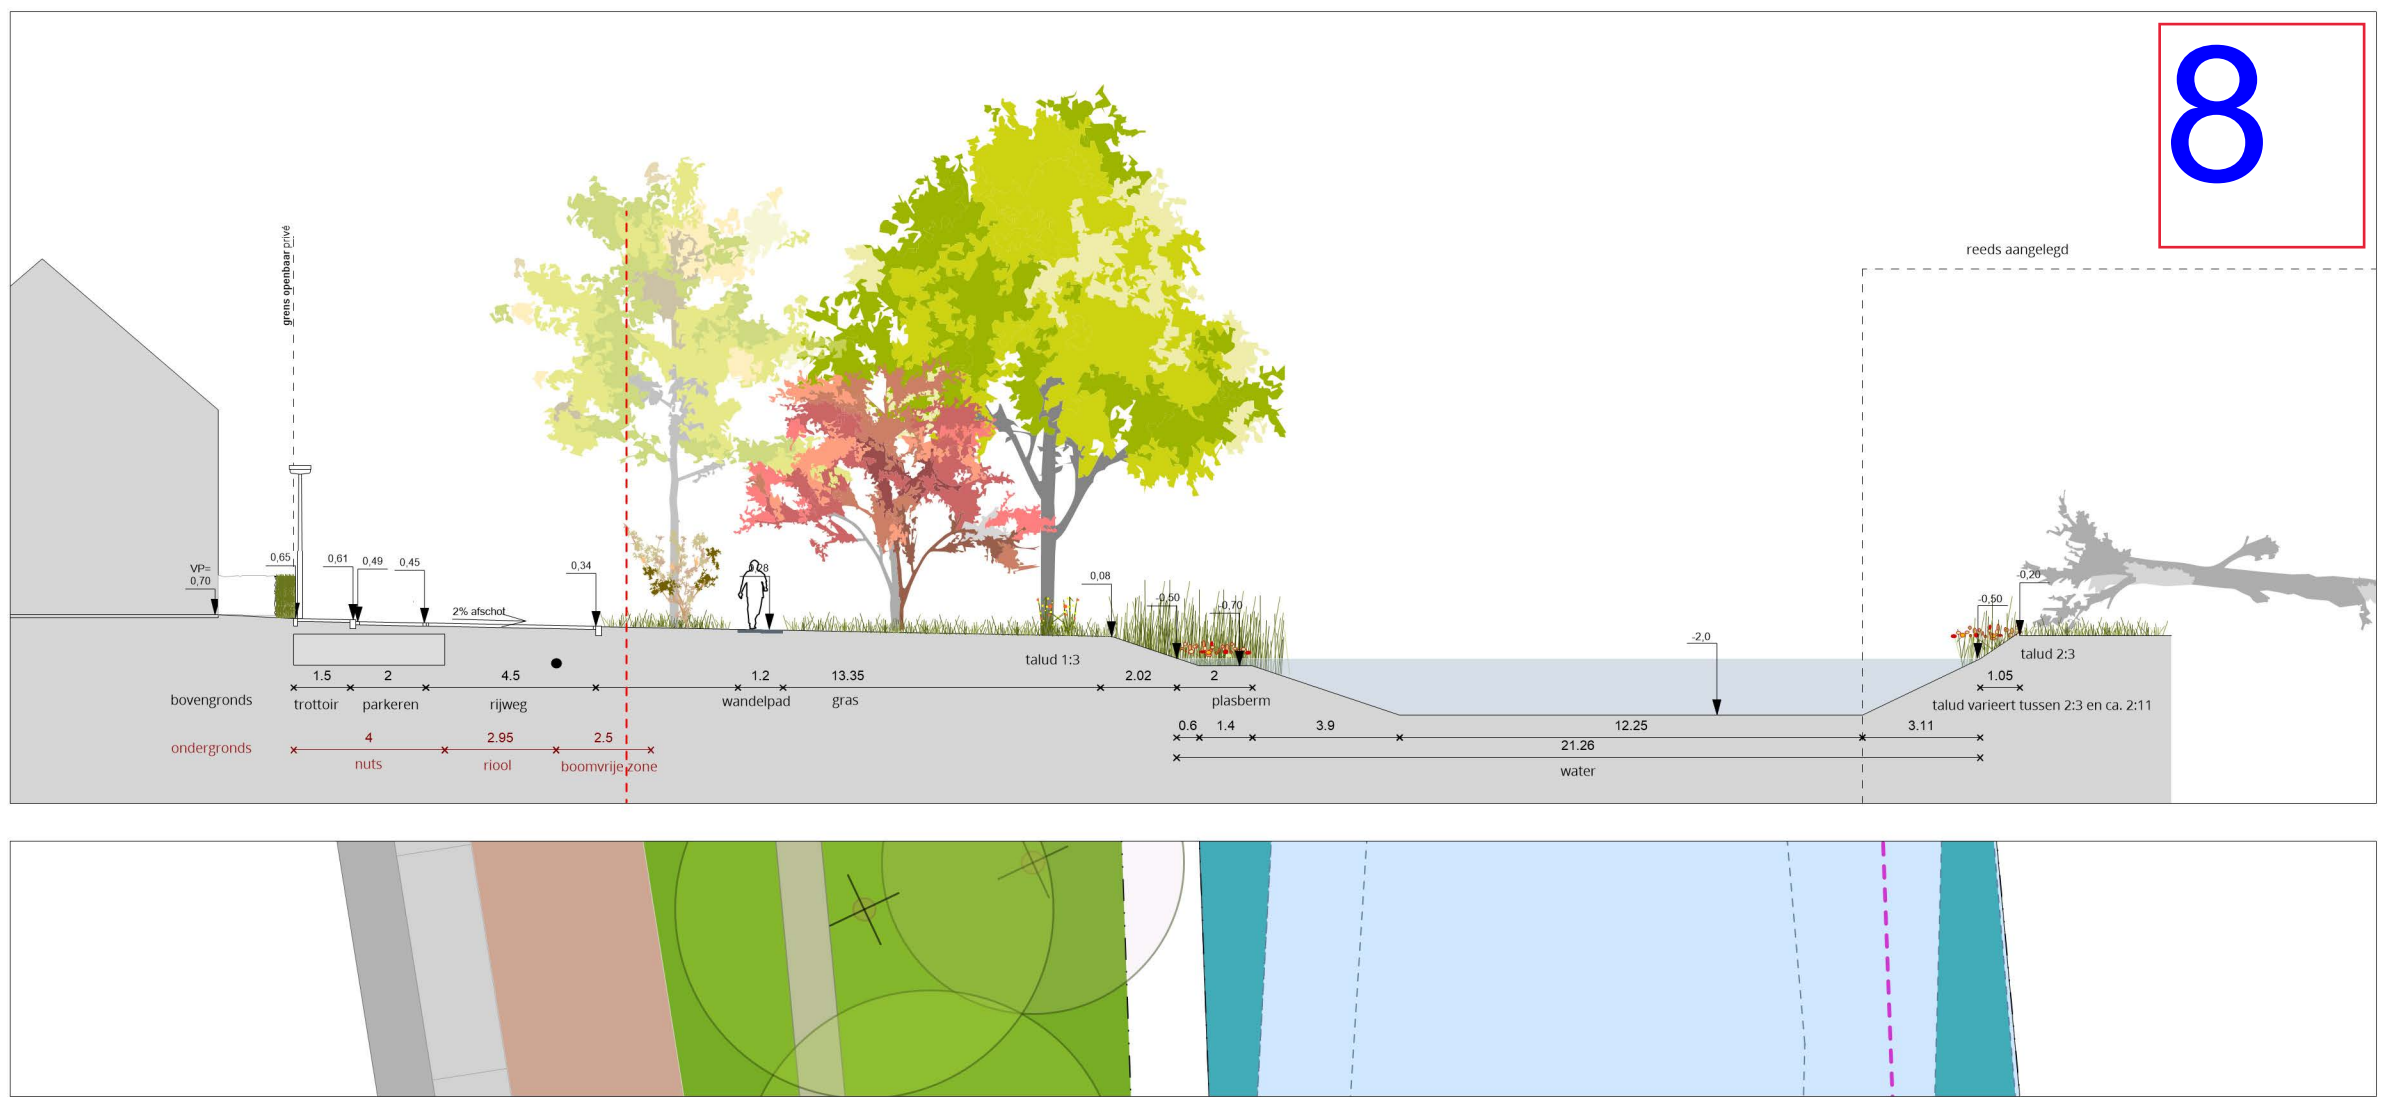 8
reeds aangelegd
grens openbaar privé
VP=
0,70
0,65
0,61
0,49
0,45
2% afschot
0,34
0,08
-0,50
-0,70
-2,0
-0,50
-0,20
talud 1:3
talud 2:3
bovengronds
1.5
2
4.5
1.2
13.35
2.02
2
1.05
trottoir
parkeren
rijweg
wandelpad
gras
plasberm
talud varieert tussen 2:3 en ca. 2:11
0.6
1.4
3.9
12.25
3.11
21.26
water
ondergronds
4
2.95
2.5
nuts
riool
boomvrije zone